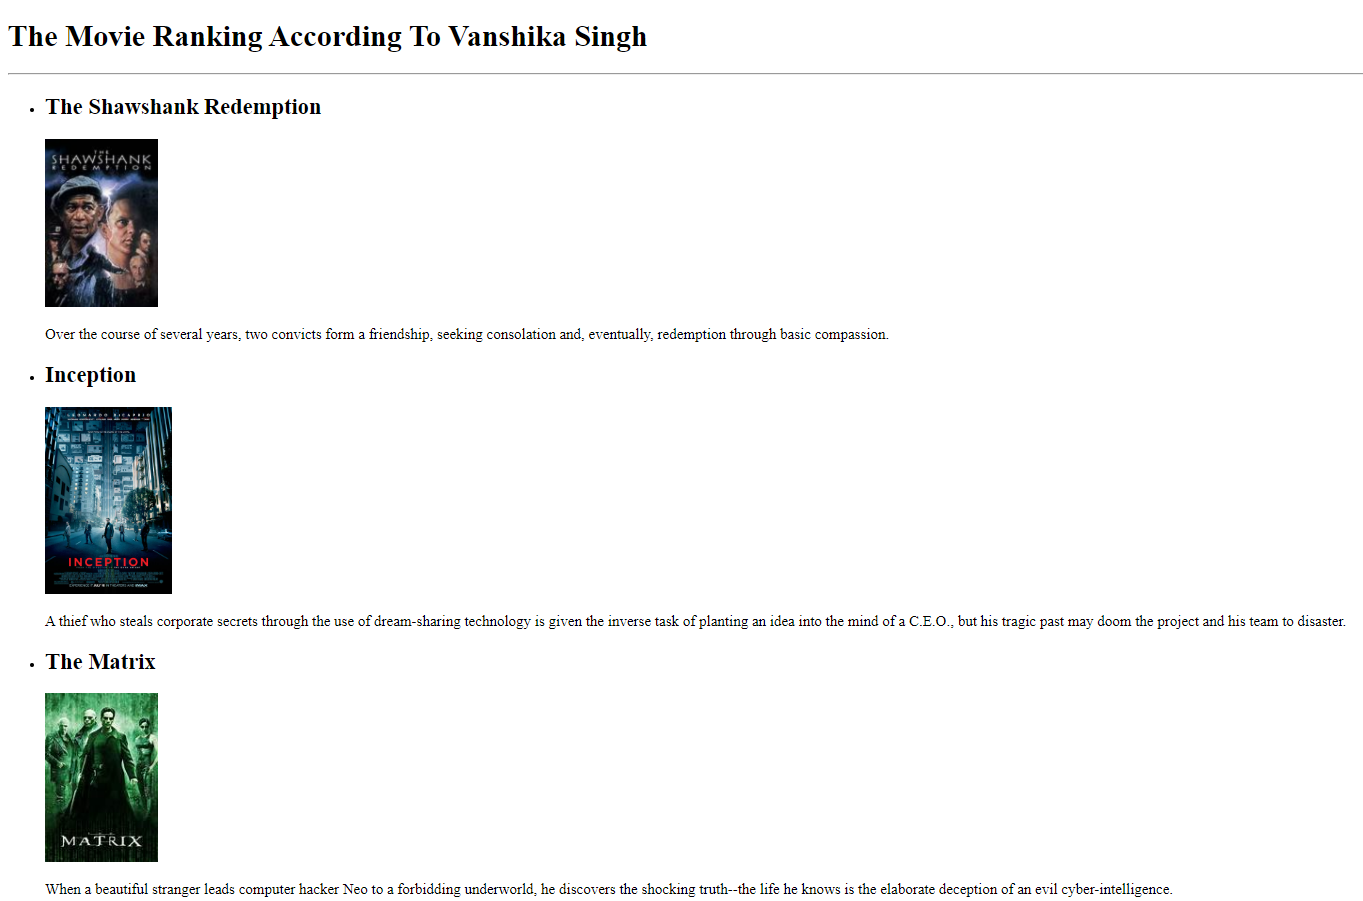 The Movie Ranking According To Vanshika Singh
The Shawshank Redemption
THE
SHAWSHANK
REDEMPTION
Over the course of several years, two convicts form a friendship, seeking consolation and, eventually, redemption through basic compassion.
Inception
LEONARDO DICAPRIO
INCEPTION
A thief who steals corporate secrets through the use of dream-sharing technology is given the inverse task of planting an idea into the mind of a C.E.O., but his tragic past may doom the project and his team to disaster.
The Matrix
MATRIX
When a beautiful stranger leads computer hacker Neo to a forbidding underworld, he discovers the shocking truth--the life he knows is the elaborate deception of an evil cyber-intelligence.